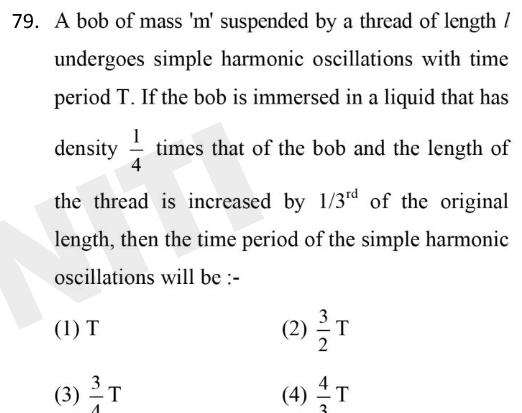 79. A bob of mass 'm' suspended by a thread of length l
undergoes simple harmonic oscillations with time
period T. If the bob is immersed in a liquid that has
density 1/4 times that of the bob and the length of
the thread is increased by 1/3rd of the original
length, then the time period of the simple harmonic
oscillations will be :-
(1) T (2) 3/2 T
(3) 3/4 T (4) 4/3 T
NITI